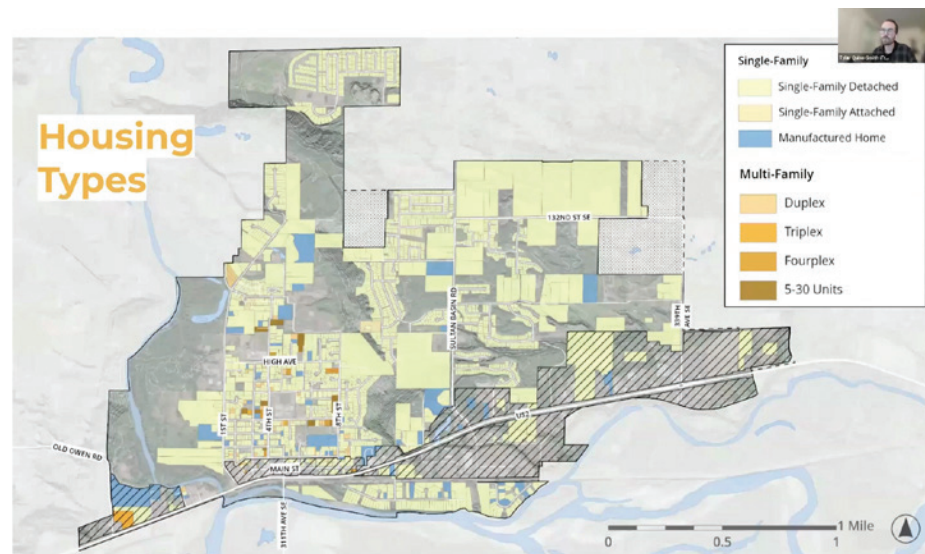 Housing
Types
Single-Family
Single-Family Detached
Single-Family Attached
Manufactured Home
Multi-Family
Duplex
Triplex
Fourplex
5-30 Units
132ND ST SE
SULTAN BASIN RD
339TH
AVE SE
HIGH AVE
1ST ST
4TH ST
8TH ST
US2
MAIN ST
OLD OWEN RD
311TH AVE SE
1 Mile
0
0.5
1